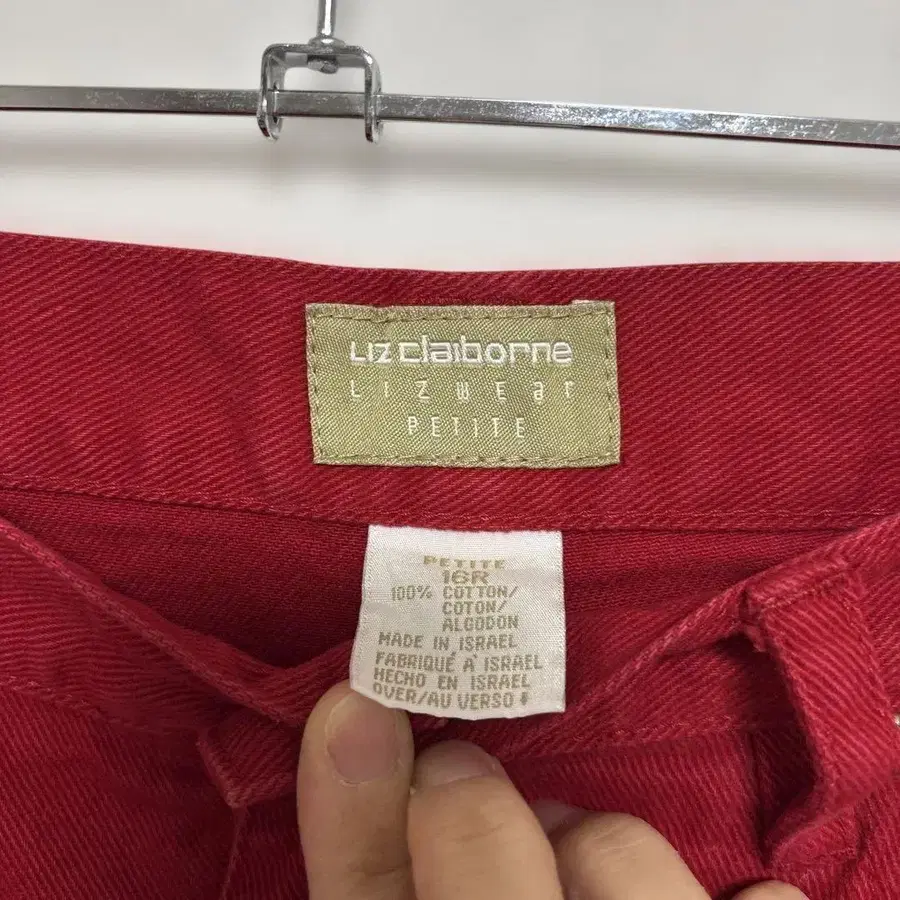 Liz claiborne
LIZWEar
PETITE
PETITE
16R
100% COTTON/
COTON/
ALGODON
MADE IN ISRAEL
FABRIQUÉ À ISRAEL
HECHO EN ISRAEL
OVER/AU VERSO